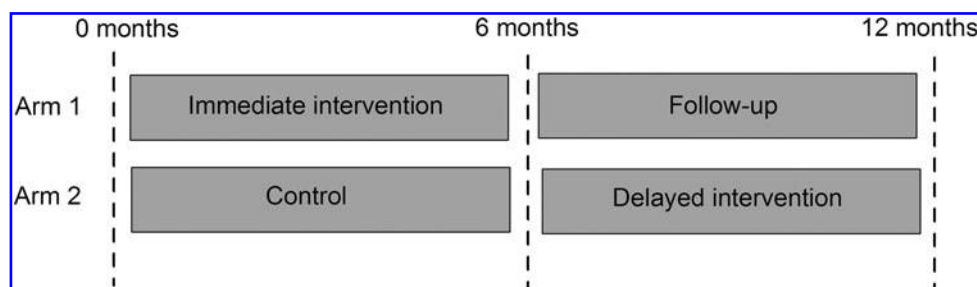 0 months 6 months 12 months
Arm 1 Immediate intervention Follow-up
Arm 2 Control Delayed intervention